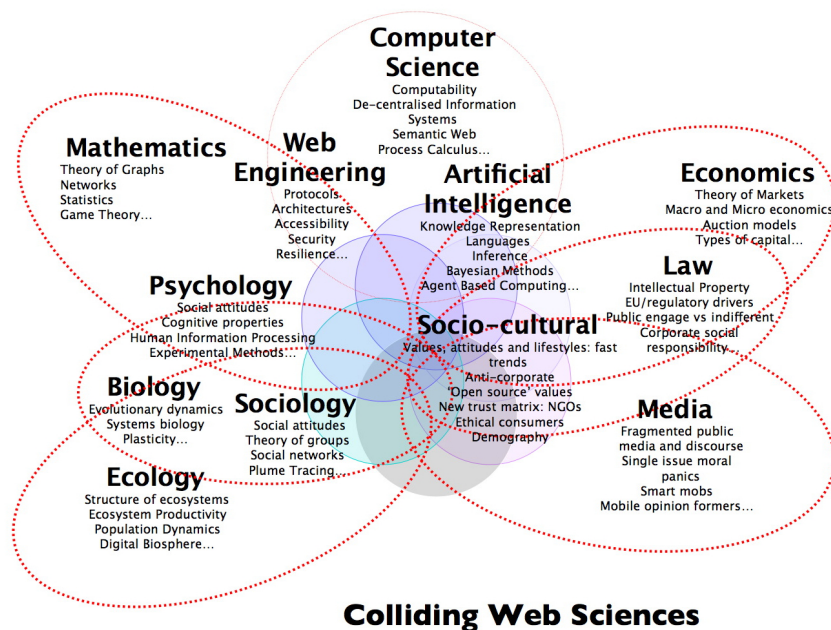 Computer
Science
Computability
De-centralised Information
Systems
Semantic Web
Process Calculus...
Mathematics
Theory of Graphs
Networks
Statistics
Game Theory...
Web
Engineering
Protocols
Architectures
Accessibility
Security
Resilience...
Artificial
Intelligence
Knowledge Representation
Languages
Inference
Bayesian Methods
Agent Based Computing...
Economics
Theory of Markets
Macro and Micro economics
Auction models
Types of capital...
Law
Intellectual Property
EU/regulatory drivers
Public engage vs indifferent
Corporate social
responsibility...
Psychology
Social attitudes
Cognitive properties
Human Information Processing
Experimental Methods...
Socio-cultural
Values, attitudes and lifestyles: fast
trends
Anti-corporate
'Open source' values
New trust matrix: NGOs
Ethical consumers
Demography
Biology
Evolutionary dynamics
Systems biology
Plasticity...
Sociology
Social attitudes
Theory of groups
Social networks
Plume Tracing...
Media
Fragmented public
media and discourse
Single issue moral
panics
Smart mobs
Mobile opinion formers...
Ecology
Structure of ecosystems
Ecosystem Productivity
Population Dynamics
Digital Biosphere...
Colliding Web Sciences